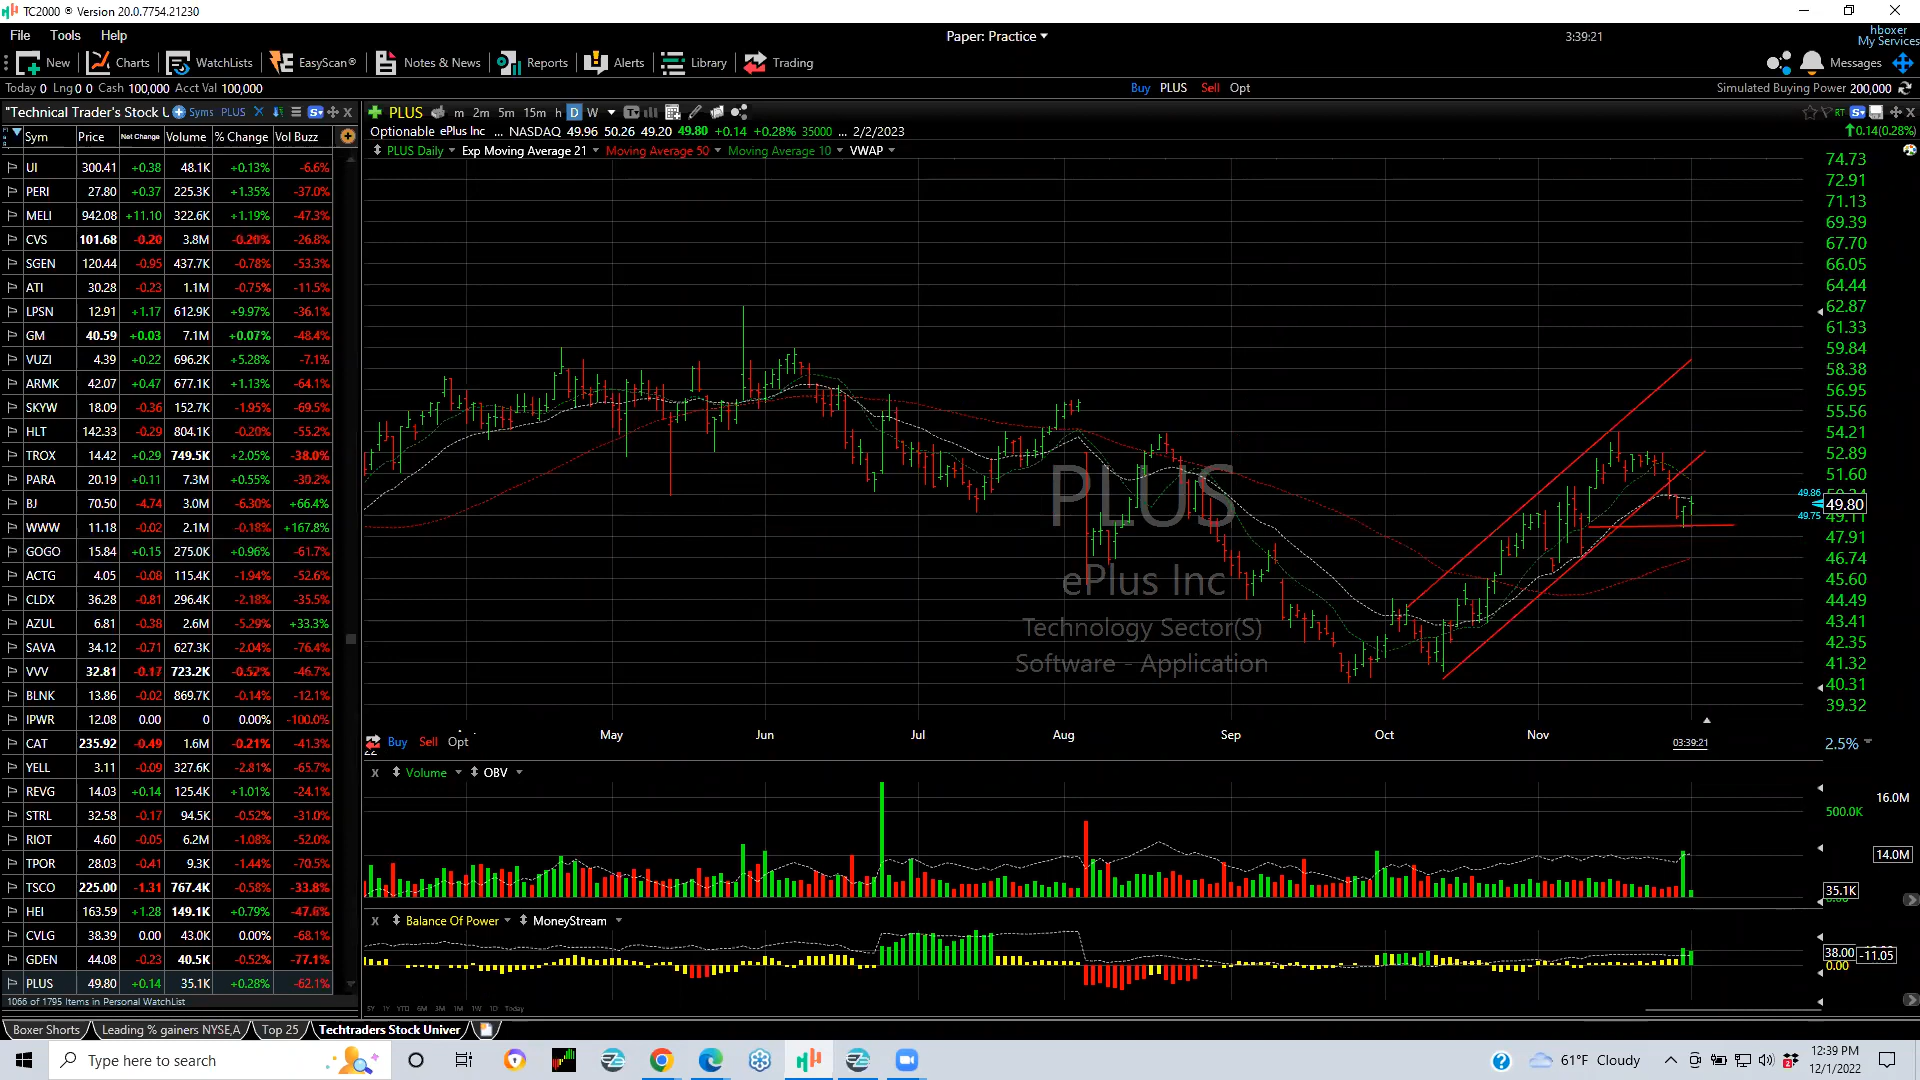 TC2000 ® Version 20.0.7754.21230
File Tools Help
Paper: Practice
3:39:21
hboxer
My Services
New Charts WatchLists EasyScan® Notes & News Reports Alerts Library Trading
Messages
Today 0 Lng 0 0 Cash 100,000 Acct Val 100,000
Buy PLUS Sell Opt
Simulated Buying Power 200,000
"Technical Trader's Stock U Syms PLUS
PLUS m 2m 5m 15m h D W
Sym Price Net Change Volume % Change Vol Buzz
Optionable ePlus Inc ... NASDAQ 49.96 50.26 49.20 49.80 +0.14 +0.28% 35000 ... 2/2/2023
0.14(0.28%)
PLUS Daily Exp Moving Average 21 Moving Average 50 Moving Average 10 VWAP
UI 300.41 +0.38 48.1K +0.13% -6.6%
PERI 27.80 +0.37 225.3K +1.35% -37.0%
MELI 942.08 +11.10 322.6K +1.19% -47.3%
CVS 101.68 -0.20 3.8M -0.20% -26.8%
SGEN 120.44 -0.95 437.7K -0.78% -53.3%
ATI 30.28 -0.23 1.1M -0.75% -11.5%
LPSN 12.91 +1.17 612.9K +9.97% -36.1%
GM 40.59 +0.03 7.1M +0.07% -48.4%
VUZI 4.39 +0.22 696.2K +5.28% -7.1%
ARMK 42.07 +0.47 677.1K +1.13% -64.1%
SKYW 18.09 -0.36 152.7K -1.95% -69.5%
HLT 142.33 -0.29 804.1K -0.20% -55.2%
TROX 14.42 +0.29 749.5K +2.05% -38.0%
PARA 20.19 +0.11 7.3M +0.55% -30.2%
BJ 70.50 -4.74 3.0M -6.30% +66.4%
WWW 11.18 -0.02 2.1M -0.18% +167.8%
GOGO 15.84 +0.15 275.0K +0.96% -61.7%
ACTG 4.05 -0.08 115.4K -1.94% -52.6%
CLDX 36.28 -0.81 296.4K -2.18% -35.5%
AZUL 6.81 -0.38 2.6M -5.29% +33.3%
SAVA 34.12 -0.71 627.3K -2.04% -76.4%
VVV 32.81 -0.17 723.2K -0.52% -46.7%
BLNK 13.86 -0.02 869.7K -0.14% -12.1%
IPWR 12.08 0.00 0 0.00% -100.0%
CAT 235.92 -0.49 1.6M -0.21% -41.3%
YELL 3.11 -0.09 327.6K -2.81% -65.7%
REVG 14.03 +0.14 125.4K +1.01% -24.1%
STRL 32.58 -0.17 94.5K -0.52% -31.0%
RIOT 4.60 -0.05 6.2M -1.08% -52.0%
TPOR 28.03 -0.41 9.3K -1.44% -70.5%
TSCO 225.00 -1.31 767.4K -0.58% -33.8%
HEI 163.59 +1.28 149.1K +0.79% -47.6%
CVLG 38.39 0.00 43.0K 0.00% -68.1%
GDEN 44.08 -0.23 40.5K -0.52% -77.1%
PLUS 49.80 +0.14 35.1K +0.28% -62.1%
1066 of 1795 Items in Personal WatchList
74.73
72.91
71.13
69.39
67.70
66.05
64.44
62.87
61.33
59.84
58.38
56.95
55.56
54.21
52.89
51.60
49.86
49.80
49.75
49.11
47.91
46.74
45.60
44.49
43.41
42.35
41.32
40.31
39.32
PLUS
ePlus Inc
Technology Sector(S)
Software - Application
May Jun Jul Aug Sep Oct Nov
Buy Sell Opt
03:39:21
2.5%
X Volume OBV
16.0M
500.0K
14.0M
35.1K
X Balance Of Power MoneyStream
38.00
-11.05
0.00
5Y 1Y YTD 6M 3M 1M 1W 1D Today
Boxer Shorts Leading % gainers NYSE,A Top 25 Techtraders Stock Univer
Type here to search
61°F Cloudy
12:39 PM
12/1/2022